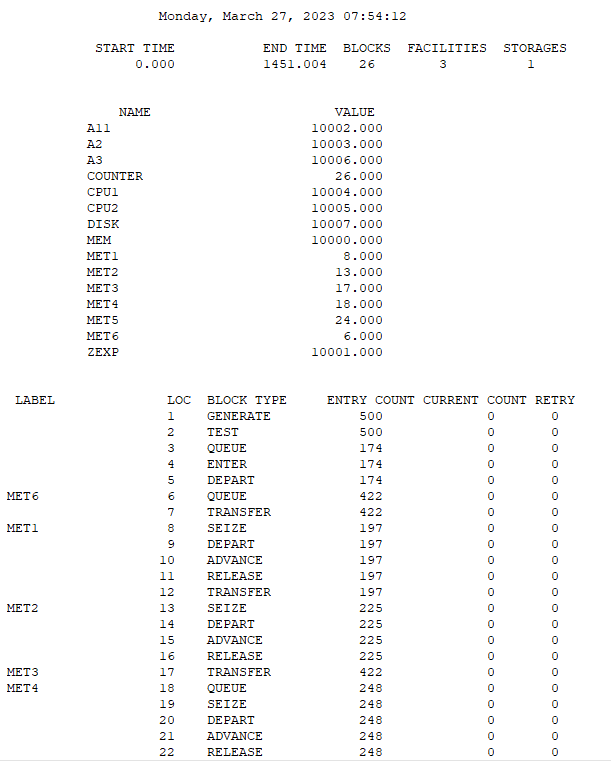 Monday, March 27, 2023 07:54:12
START TIME END TIME BLOCKS FACILITIES STORAGES
0.000 1451.004 26 3 1
NAME VALUE
A11 10002.000
A2 10003.000
A3 10006.000
COUNTER 26.000
CPU1 10004.000
CPU2 10005.000
DISK 10007.000
MEM 10000.000
MET1 8.000
MET2 13.000
MET3 17.000
MET4 18.000
MET5 24.000
MET6 6.000
ZEXP 10001.000
LABEL LOC BLOCK TYPE ENTRY COUNT CURRENT COUNT RETRY
1 GENERATE 500 0 0
2 TEST 500 0 0
3 QUEUE 174 0 0
4 ENTER 174 0 0
5 DEPART 174 0 0
MET6 6 QUEUE 422 0 0
7 TRANSFER 422 0 0
MET1 8 SEIZE 197 0 0
9 DEPART 197 0 0
10 ADVANCE 197 0 0
11 RELEASE 197 0 0
12 TRANSFER 197 0 0
MET2 13 SEIZE 225 0 0
14 DEPART 225 0 0
15 ADVANCE 225 0 0
16 RELEASE 225 0 0
MET3 17 TRANSFER 422 0 0
MET4 18 QUEUE 248 0 0
19 SEIZE 248 0 0
20 DEPART 248 0 0
21 ADVANCE 248 0 0
22 RELEASE 248 0 0